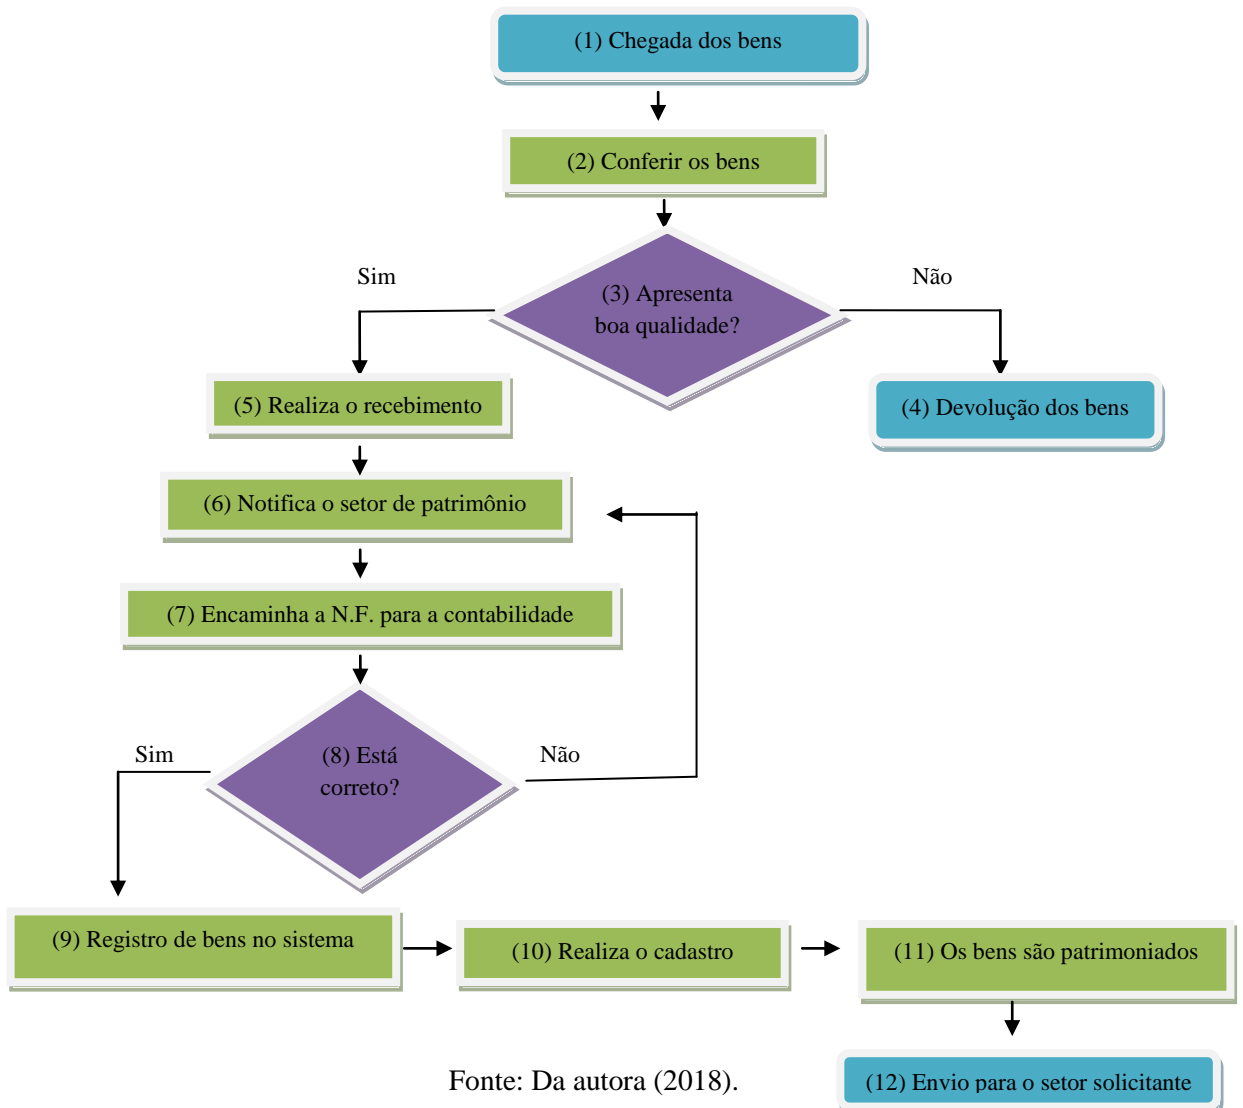 (1) Chegada dos bens
(2) Conferir os bens
Sim
Não
(3) Apresenta
boa qualidade?
(5) Realiza o recebimento
(4) Devolução dos bens
(6) Notifica o setor de patrimônio
(7) Encaminha a N.F. para a contabilidade
Sim
(8) Está
correto?
Não
(9) Registro de bens no sistema
(10) Realiza o cadastro
(11) Os bens são patrimoniados
Fonte: Da autora (2018).
(12) Envio para o setor solicitante